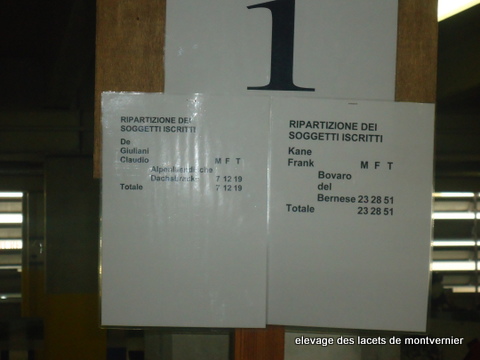 1
RIPARTIZIONE DEI
SOGGETTI ISCRITTI
De
Giuliani
Claudio M F T
Alpenlaendische
Dachsbracke 7 12 19
Totale 7 12 19
RIPARTIZIONE DEI
SOGGETTI ISCRITTI
Kane
Frank M F T
Bovaro
del
Bernese 23 28 51
Totale 23 28 51
elevage des lacets de montvernier